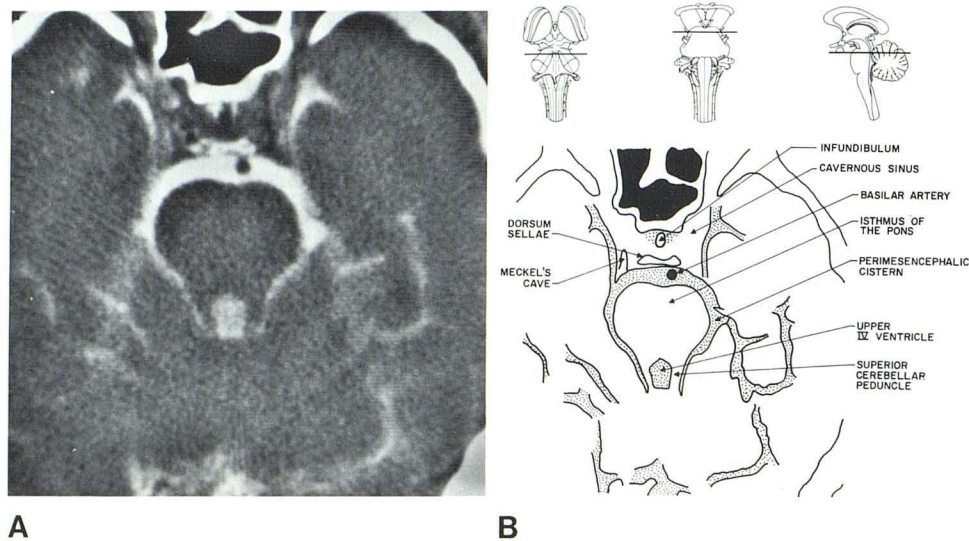 INFUNDIBULUM
CAVERNOUS SINUS
BASILAR ARTERY
ISTHMUS OF
THE PONS
PERIMESENCEPHALIC
CISTERN
UPPER
IV VENTRICLE
SUPERIOR
CEREBELLAR
PEDUNCLE
DORSUM
SELLAE
MECKEL'S
CAVE
A
B